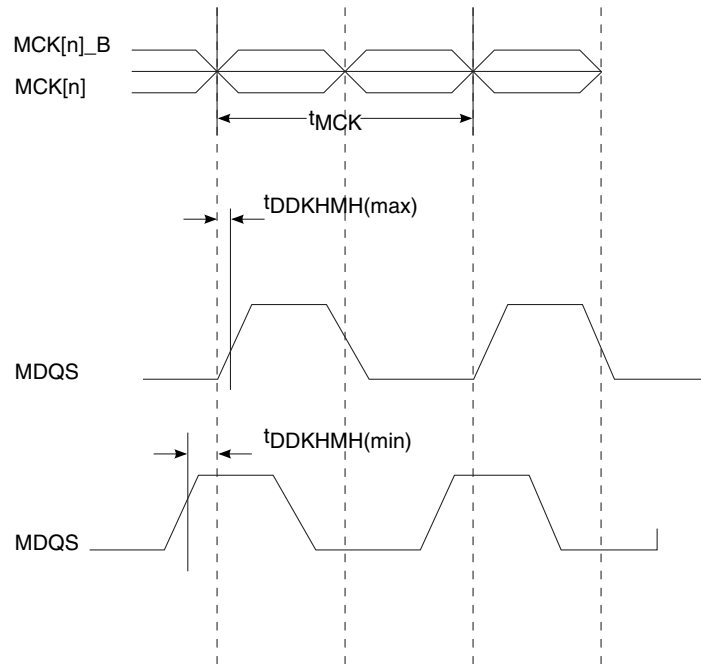 MCK[n]_B
MCK[n]
tMCK
tDDKHMH(max)
MDQS
tDDKHMH(min)
MDQS